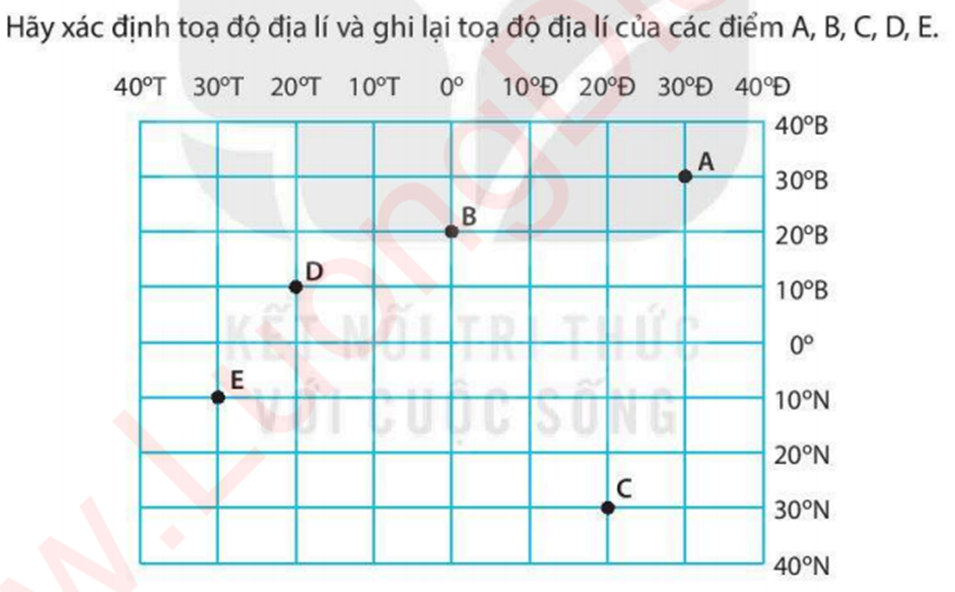 Hãy xác định toạ độ địa lí và ghi lại toạ độ địa lí của các điểm A, B, C, D, E.
40°T 30°T 20°T 10°T 0° 10°Đ 20°Đ 30°Đ 40°Đ
40°B
A
30°B
B
20°B
D
10°B
KẾT NỐI TRI THỨC
0°
E
VỚI CUỘC SỐNG
10°N
20°N
C
30°N
40°N
w.LuongD